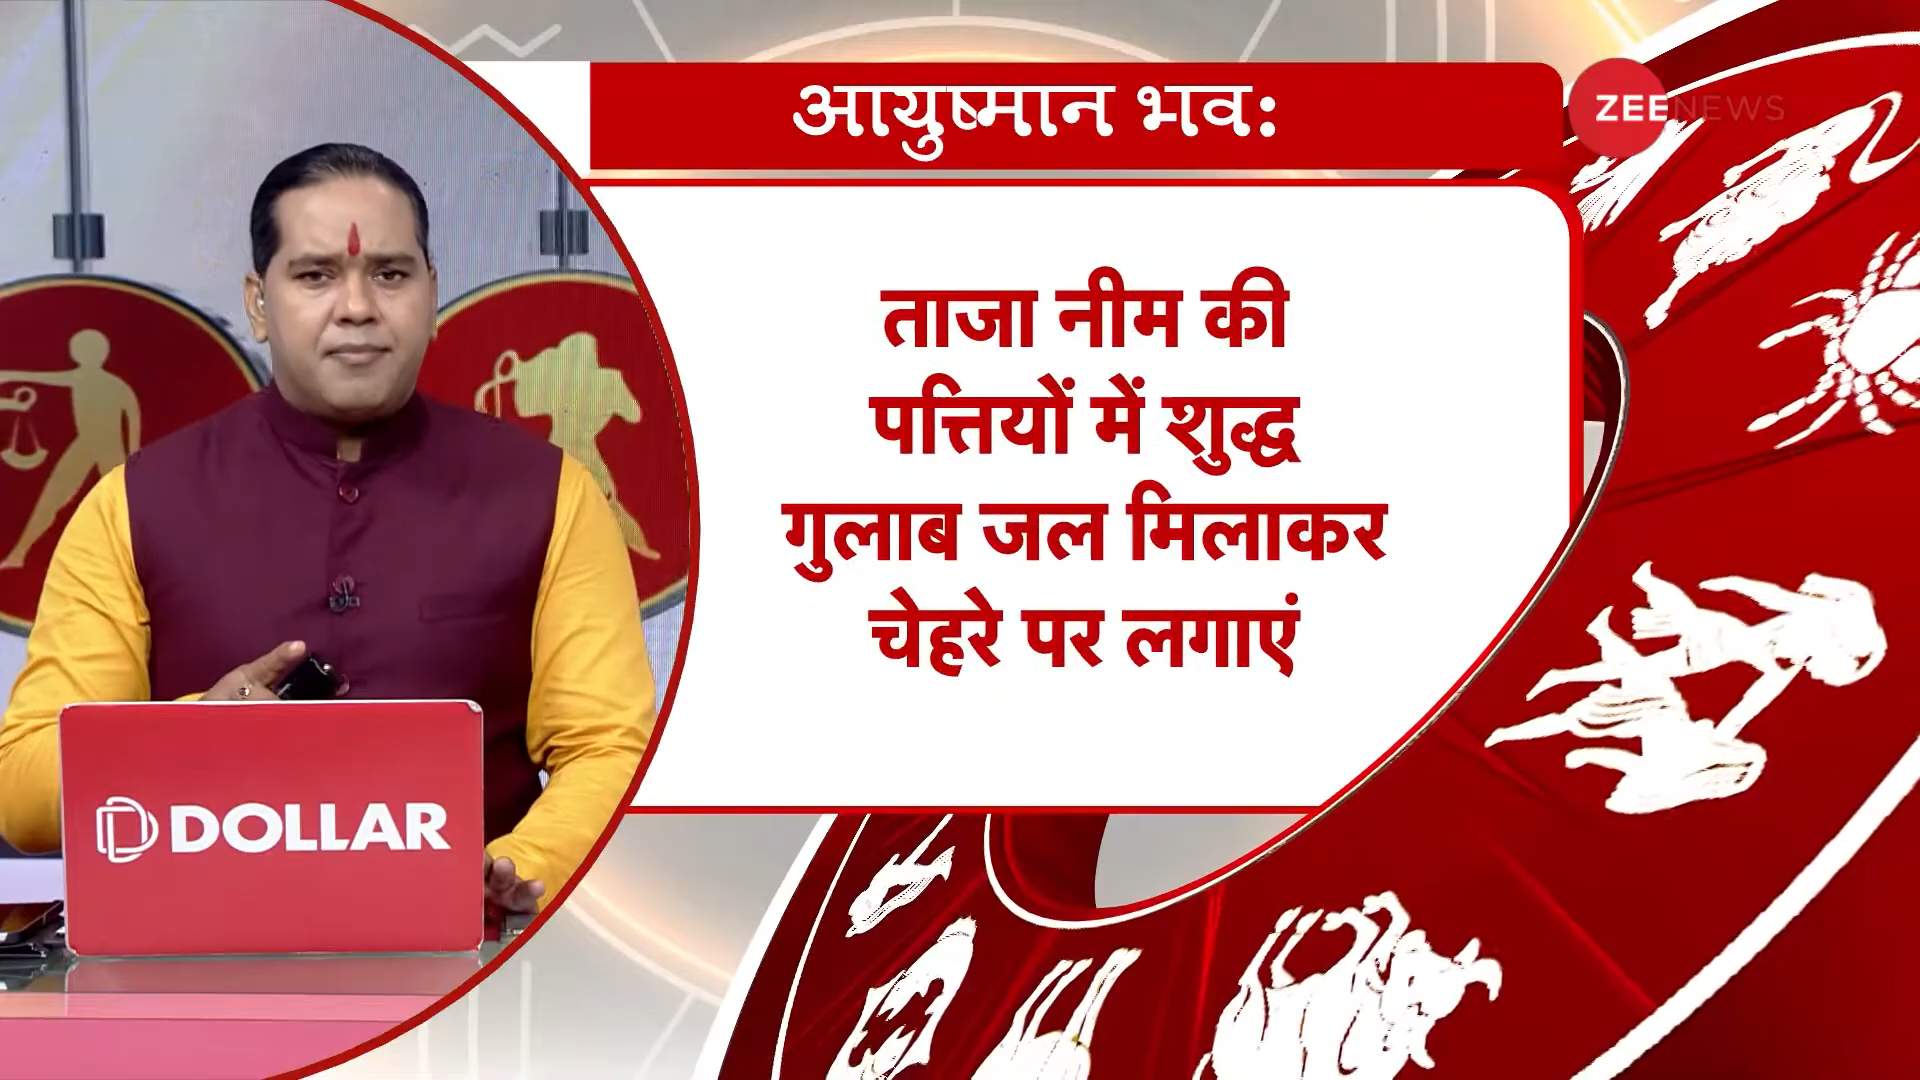 आयुष्मान भव:
ZEENEWS
ताजा नीम की
पत्तियों में शुद्ध
गुलाब जल मिलाकर
चेहरे पर लगाएं
DOLLAR